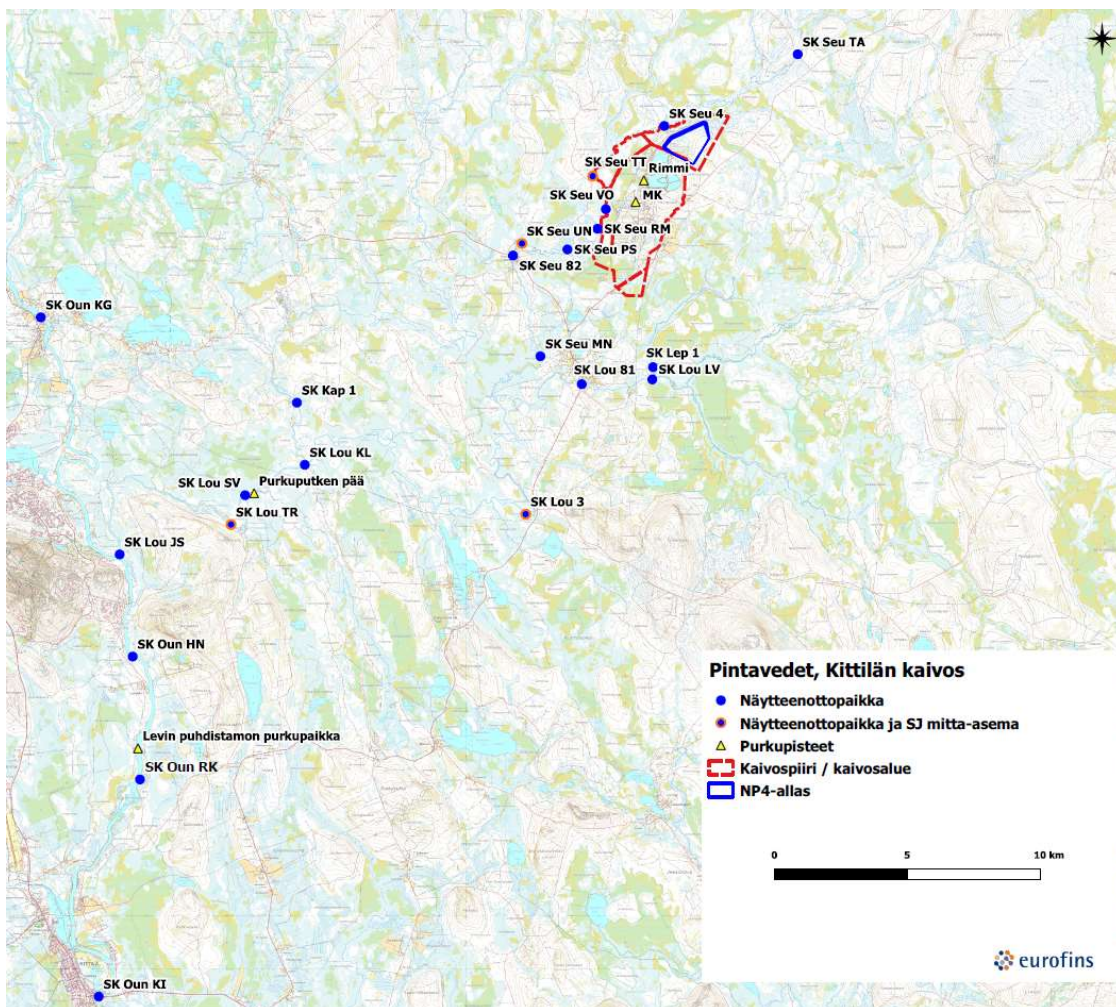 SK Seu TA
SK Seu 4
SK Seu TT
Rimmi
SK Seu VO
MK
SK Seu UN
SK Seu RM
SK Seu PS
SK Seu 82
SK Oun KG
SK Seu MN
SK Lep 1
SK Lou 81
SK Lou LV
SK Kap 1
SK Lou KL
SK Lou SV
Purkuputken pää
SK Lou TR
SK Lou 3
SK Lou JS
SK Oun HN
Levin puhdistamon purkupaikka
SK Oun RK
SK Oun KI
Pintavedet, Kittilän kaivos
Näytteenottopaikka
Näytteenottopaikka ja SJ mitta-asema
Purkupisteet
Kaivospiiri / kaivosalue
NP4-allas
0 5 10 km
eurofins